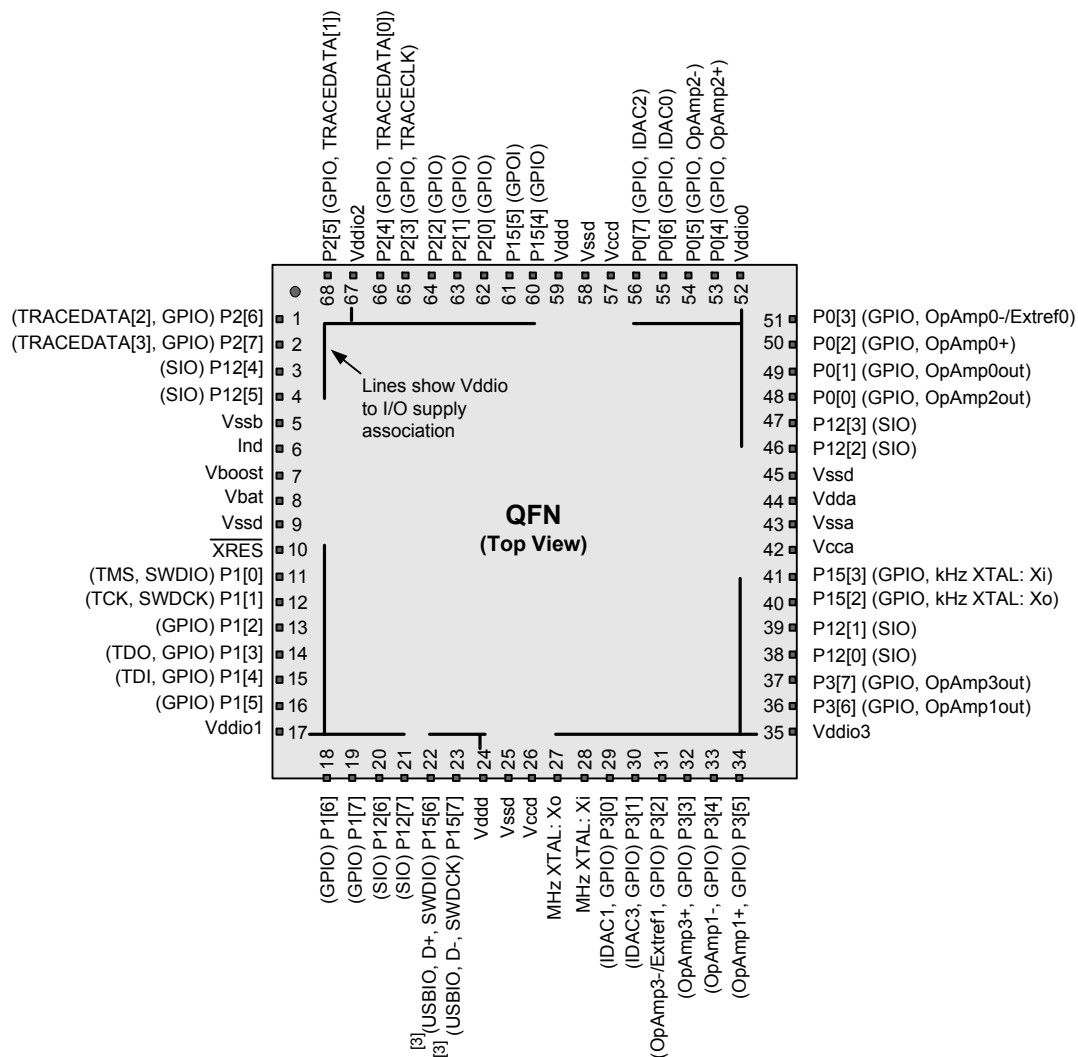 P2[5] (GPIO, TRACEDATA[1])
Vddio2
P2[4] (GPIO, TRACEDATA[0])
P2[3] (GPIO, TRACECLK)
P2[2] (GPIO)
P2[1] (GPIO)
P2[0] (GPIO)
P15[5] (GPOI)
P15[4] (GPIO)
Vddd
Vssd
Vccd
P0[7] (GPIO, IDAC2)
P0[6] (GPIO, IDAC0)
P0[5] (GPIO, OpAmp2-)
P0[4] (GPIO, OpAmp2+)
Vddio0
68
67
66
65
64
63
62
61
60
59
58
57
56
55
54
53
52
(TRACEDATA[2], GPIO) P2[6] 1
(TRACEDATA[3], GPIO) P2[7] 2
(SIO) P12[4] 3
(SIO) P12[5] 4
Vssb 5
Ind 6
Vboost 7
Vbat 8
Vssd 9
XRES 10
(TMS, SWDIO) P1[0] 11
(TCK, SWDCK) P1[1] 12
(GPIO) P1[2] 13
(TDO, GPIO) P1[3] 14
(TDI, GPIO) P1[4] 15
(GPIO) P1[5] 16
Vddio1 17
Lines show Vddio
to I/O supply
association
QFN
(Top View)
51 P0[3] (GPIO, OpAmp0-/Extref0)
50 P0[2] (GPIO, OpAmp0+)
49 P0[1] (GPIO, OpAmp0out)
48 P0[0] (GPIO, OpAmp2out)
47 P12[3] (SIO)
46 P12[2] (SIO)
45 Vssd
44 Vdda
43 Vssa
42 Vcca
41 P15[3] (GPIO, kHz XTAL: Xi)
40 P15[2] (GPIO, kHz XTAL: Xo)
39 P12[1] (SIO)
38 P12[0] (SIO)
37 P3[7] (GPIO, OpAmp3out)
36 P3[6] (GPIO, OpAmp1out)
35 Vddio3
18
19
20
21
22
23
24
25
26
27
28
29
30
31
32
33
34
(GPIO) P1[6]
(GPIO) P1[7]
(SIO) P12[6]
(SIO) P12[7]
[3] (USBIO, D+, SWDIO) P15[6]
[3] (USBIO, D-, SWDCK) P15[7]
Vddd
Vssd
Vccd
MHz XTAL: Xo
MHz XTAL: Xi
(IDAC1, GPIO) P3[0]
(IDAC3, GPIO) P3[1]
(OpAmp3-/Extref1, GPIO) P3[2]
(OpAmp3+, GPIO) P3[3]
(OpAmp1-, GPIO) P3[4]
(OpAmp1+, GPIO) P3[5]